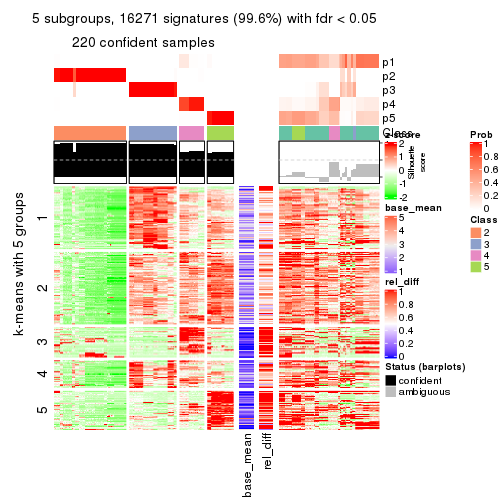 5 subgroups, 16271 signatures (99.6%) with fdr < 0.05
220 confident samples
p1
p2
p3
p4
p5
Class
z-score
2
1
0
-1
-2
Silhouette score
base_mean
5
4
3
2
1
rel_diff
1
0.8
0.6
0.4
0.2
0
Status (barplots)
confident
ambiguous
Prob
1
0.8
0.6
0.4
0.2
0
Class
2
3
4
5
k-means with 5 groups
1
2
3
4
5
base_mean
rel_diff